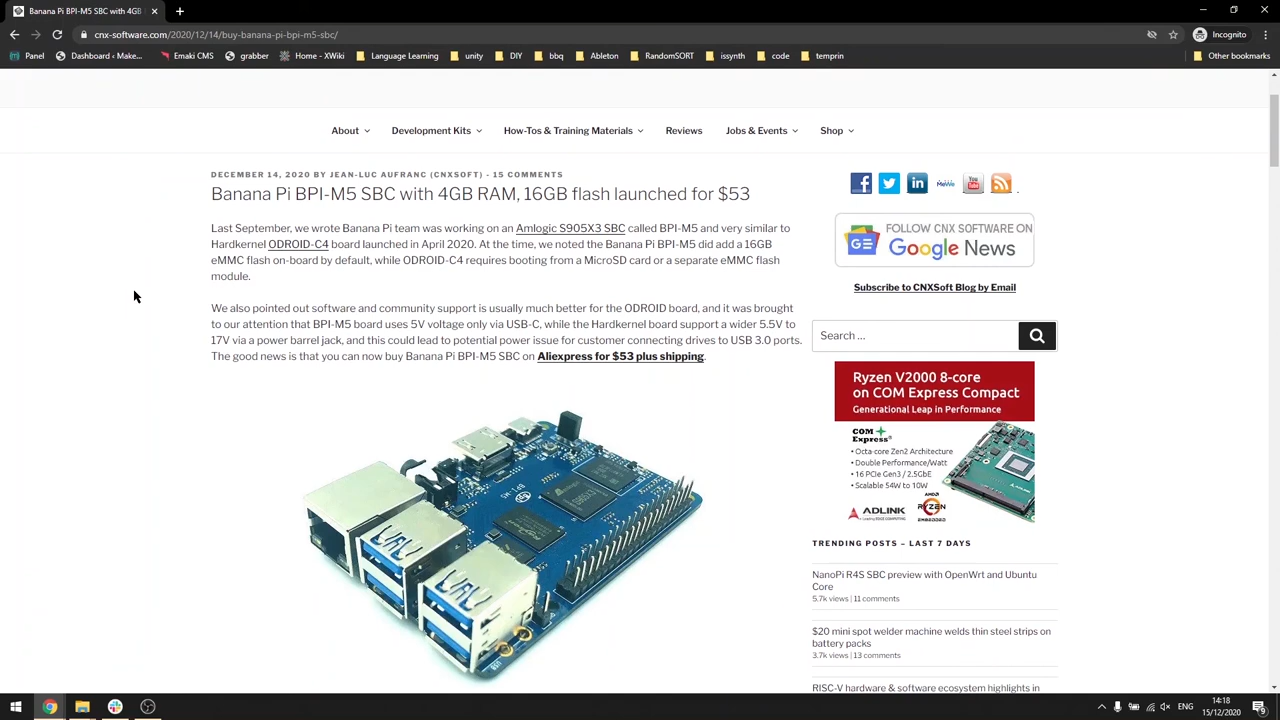 Banana Pi BPI-M5 SBC with 4G
cnx-software.com/2020/12/14/buy-banana-pi-bpi-m5-sbc/
Incognito
Panel
Dashboard ‹ Make...
Emaki CMS
grabber
Home - XWiki
Language
unity
DIY
bbq
Ableton
RandomSORT
issynth
code
temprin
Other bookmarks
About
Development Kits
How-Tos & Training Materials
Reviews
Jobs & Events
Shop
DECEMBER 14, 2020 BY JEAN-LUC AUFRANC (CNXSOFT) - 15 COMMENTS
Banana Pi BPI-M5 SBC with 4GB RAM, 16GB flash launched for $53
Last September, we wrote Banana Pi team was working on an Amlogic S905X3 SBC called BPI-M5 and very similar to
Hardkernel ODROID-C4 board launched in April 2020. At the time, we noted the Banana Pi BPI-M5 did add a 16GB
eMMC flash on-board by default, while ODROID-C4 requires booting from a MicroSD card or a separate eMMC flash
module.
We also pointed out software and community support is usually much better for the ODROID board, and it was brought
to our attention that BPI-M5 board uses 5V voltage only via USB-C, while the Hardkernel board support a wider 5.5V to
17V via a power barrel jack, and this could lead to potential power issue for customer connecting drives to USB 3.0 ports.
The good news is that you can now buy Banana Pi BPI-M5 SBC on Aliexpress for $53 plus shipping.
MeWe
You
Tube
FOLLOW CNX SOFTWARE ON
GE Google News
Subscribe to CNXSoft Blog by Email
Search …
Ryzen V2000 8-core
on COM Express Compact
Generational Leap in Performance
COM
Express
• Octa-core Zen2 Architecture
• Double Performance/Watt
• 16 PCIe Gen3 / 2.5GbE
• Scalable 54W to 10W
ADLINK
AMD
RYZEN
EMBEDDED
TRENDING POSTS – LAST 7 DAYS
NanoPi R4S SBC preview with OpenWrt and Ubuntu
Core
5.7k views | 11 comments
$20 mini spot welder machine welds thin steel strips on
battery packs
3.7k views | 13 comments
RISC-V hardware & software ecosystem highlights in
14:18
15/12/2020